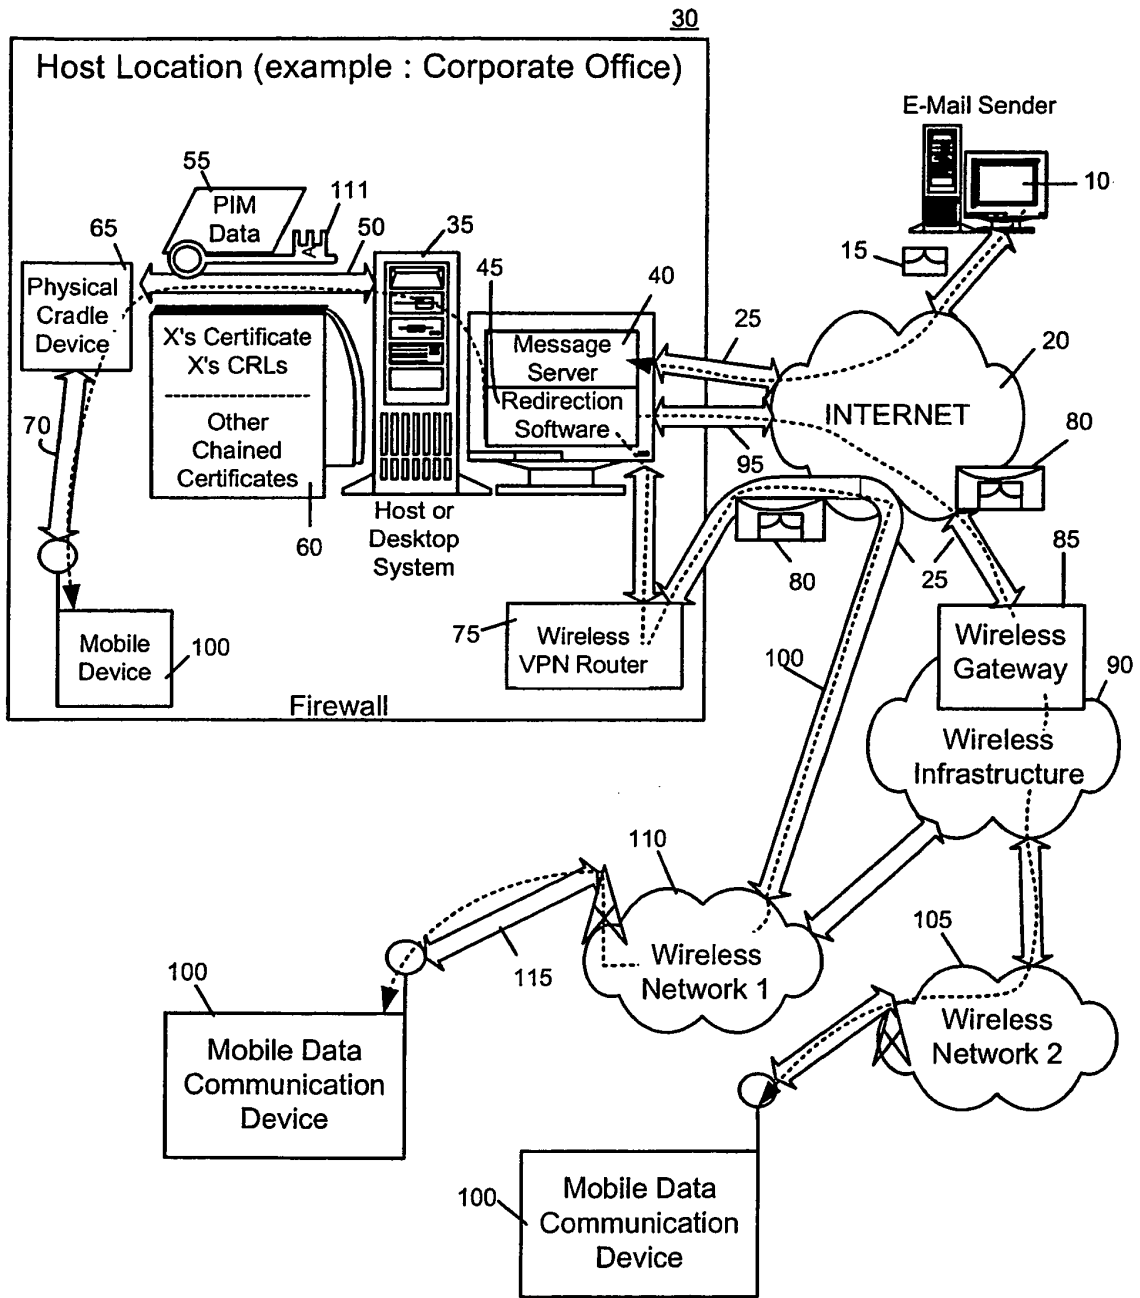 30
Host Location (example : Corporate Office)
E-Mail Sender
10
15
55
PIM
Data
111
65
50
35
45
40
Physical
Cradle
Device
X's Certificate
X's CRLs
Other
Chained
Certificates
60
70
Message
Server
Redirection
Software
25
95
20
INTERNET
80
80
25
Host or
Desktop
System
85
75
Wireless
VPN Router
Mobile
Device
100
Firewall
100
Wireless
Gateway
90
Wireless
Infrastructure
110
Wireless
Network 1
115
105
Wireless
Network 2
100
Mobile Data
Communication
Device
100
Mobile Data
Communication
Device
A